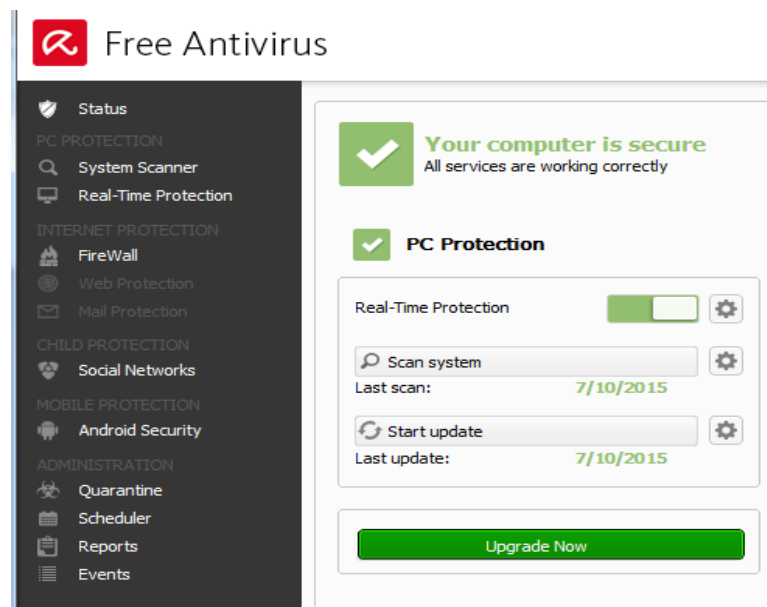 Free Antivirus
Status
PC PROTECTION
System Scanner
Real-Time Protection
INTERNET PROTECTION
FireWall
Web Protection
Mail Protection
CHILD PROTECTION
Social Networks
MOBILE PROTECTION
Android Security
ADMINISTRATION
Quarantine
Scheduler
Reports
Events
Your computer is secure
All services are working correctly
PC Protection
Real-Time Protection
Scan system
Last scan: 7/10/2015
Start update
Last update: 7/10/2015
Upgrade Now